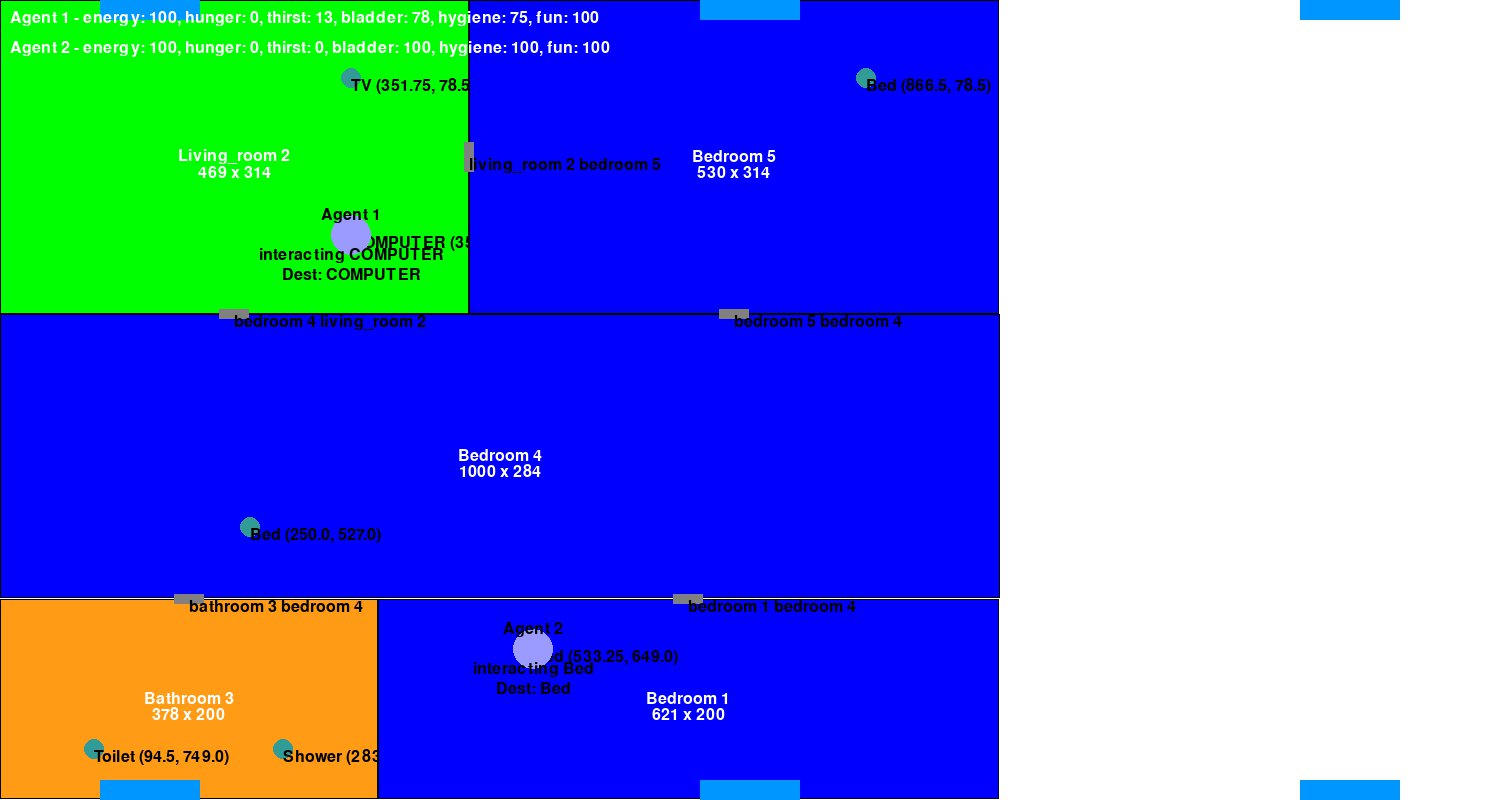 Agent 1 - energy: 100, hunger: 0, thirst: 13, bladder: 78, hygiene: 75, fun: 100
Agent 2 - energy: 100, hunger: 0, thirst: 0, bladder: 100, hygiene: 100, fun: 100
TV (351.75, 78.5
Bed (866.5, 78.5)
Living_room 2
469 x 314
living_room 2 bedroom 5
Bedroom 5
530 x 314
Agent 1
OMPUTER (35
interacting COMPUTER
Dest: COMPUTER
bedroom 4 living_room 2
bedroom 5 bedroom 4
Bedroom 4
1000 x 284
Bed (250.0, 527.0)
bathroom 3 bedroom 4
bedroom 1 bedroom 4
Agent 2
d (533.25, 649.0)
interacting Bed
Dest: Bed
Bathroom 3
378 x 200
Bedroom 1
621 x 200
Toilet (94.5, 749.0)
Shower (283